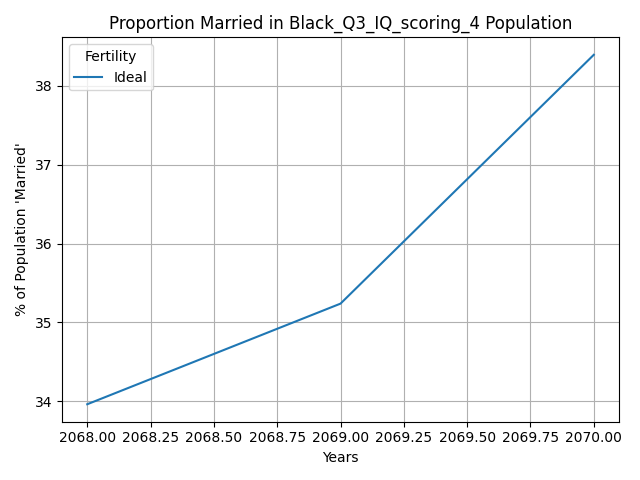 Proportion Married in Black_Q3_IQ_scoring_4 Population
Fertility
Ideal
% of Population 'Married'
38
37
36
35
34
2068.00 2068.25 2068.50 2068.75 2069.00 2069.25 2069.50 2069.75 2070.00
Years